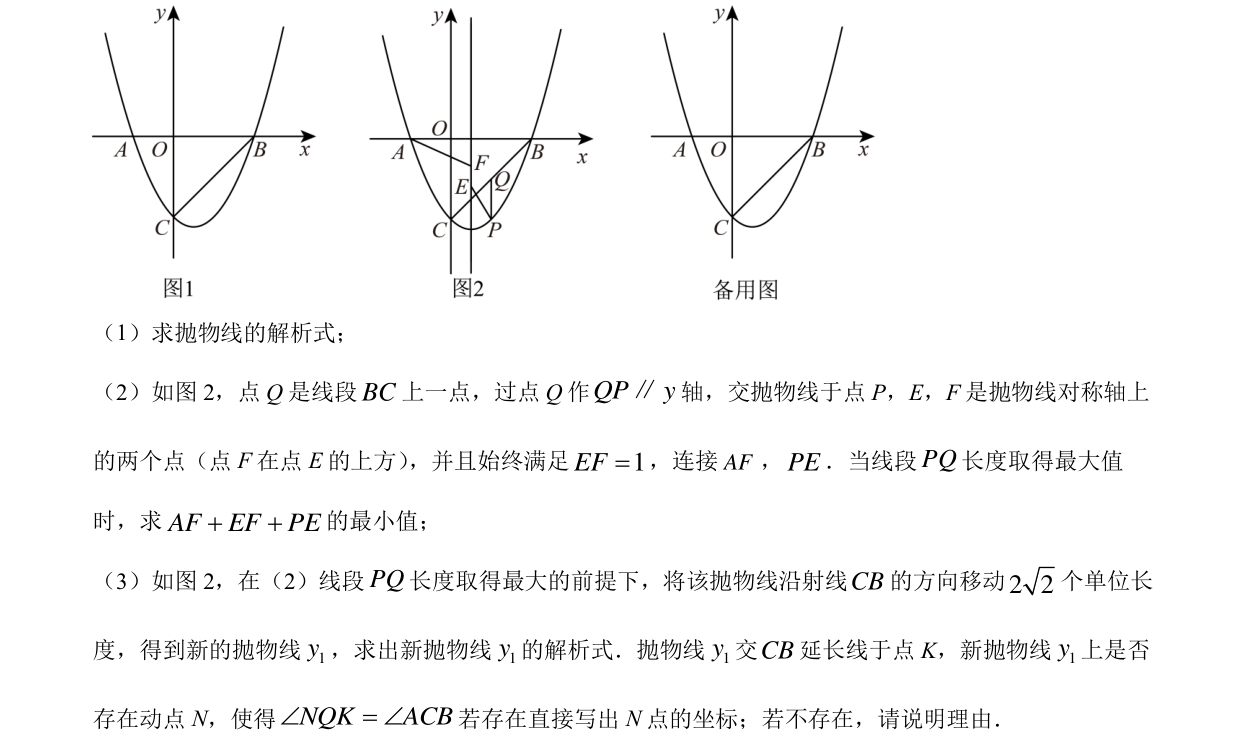 y y y
A O B x C
O A F B x E Q C P
A O B x C
图1 图2 备用图
（1）求抛物线的解析式；
（2）如图 2，点 Q 是线段 BC 上一点，过点 Q 作 QP∥y 轴，交抛物线于点 P，E，F 是抛物线对称轴上
的两个点（点 F 在点 E 的上方），并且始终满足 EF=1，连接 AF， PE．当线段 PQ 长度取得最大值
时，求 AF+EF+PE 的最小值；
（3）如图 2，在（2）线段 PQ 长度取得最大的前提下，将该抛物线沿射线 CB 的方向移动 2√2 个单位长
度，得到新的抛物线 y₁，求出新抛物线 y₁ 的解析式．抛物线 y₁ 交 CB 延长线于点 K，新抛物线 y₁ 上是否
存在动点 N，使得 ∠NQK=∠ACB 若存在直接写出 N 点的坐标；若不存在，请说明理由．